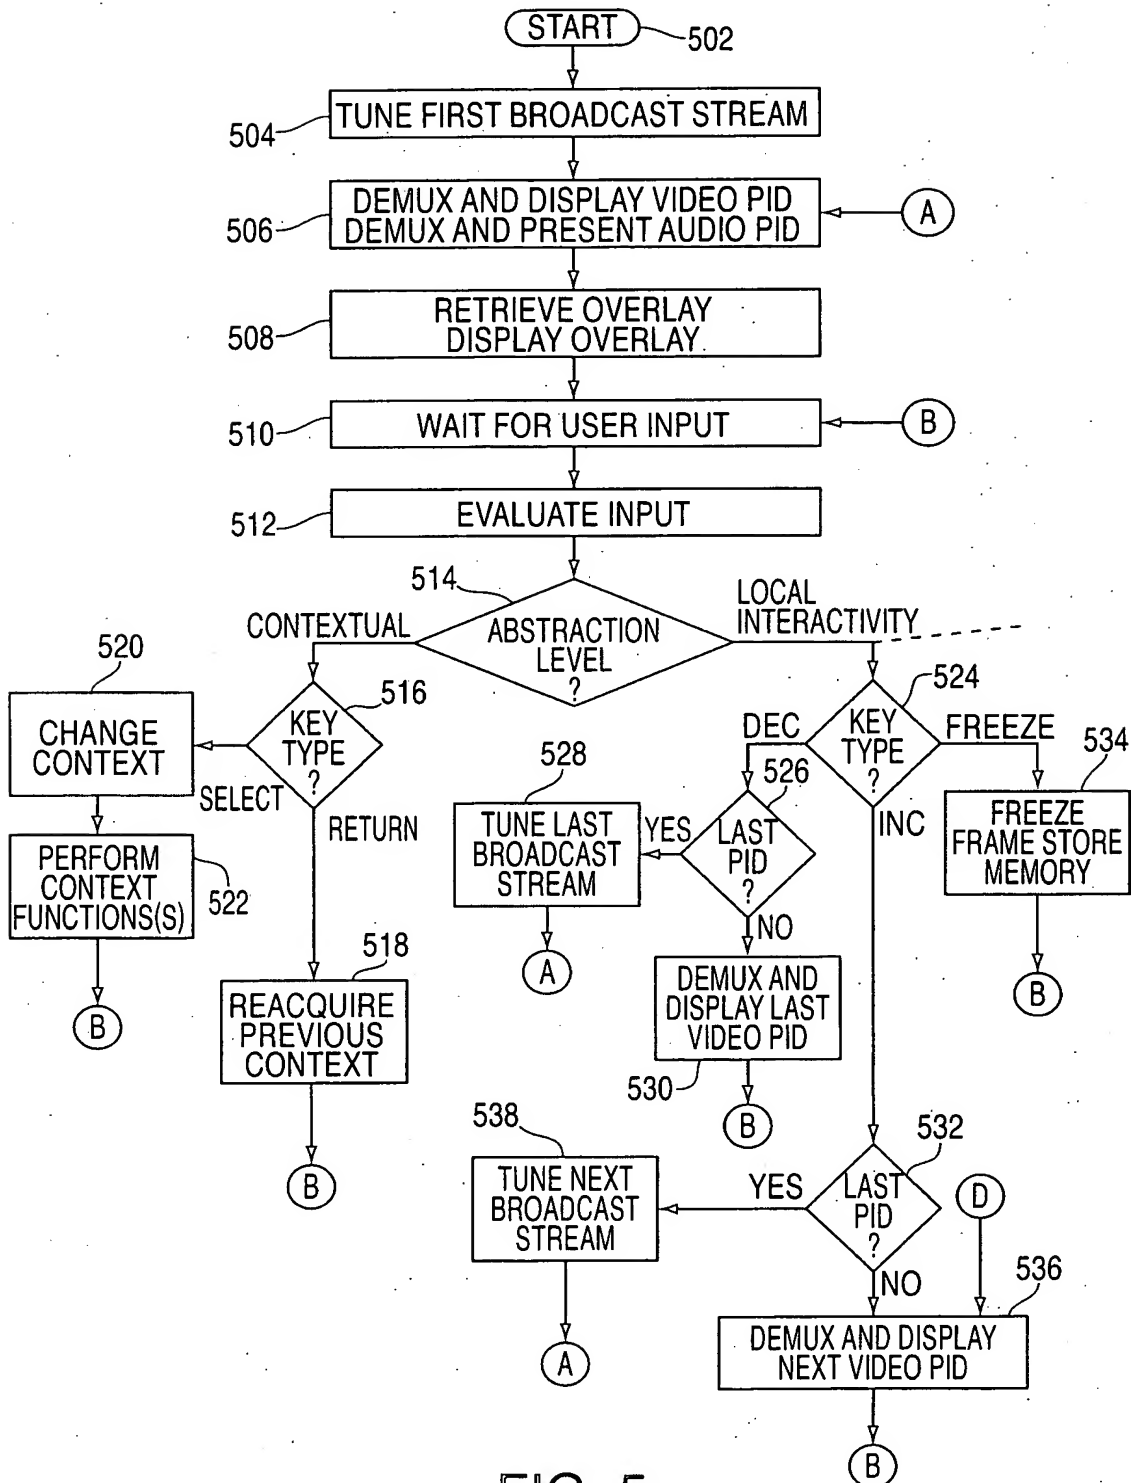 START
502
TUNE FIRST BROADCAST STREAM
504
DEMUX AND DISPLAY VIDEO PID
DEMUX AND PRESENT AUDIO PID
506
A
RETRIEVE OVERLAY
DISPLAY OVERLAY
508
WAIT FOR USER INPUT
510
B
EVALUATE INPUT
512
514
ABSTRACTION
LEVEL
?
CONTEXTUAL
LOCAL
INTERACTIVITY
520
CHANGE
CONTEXT
516
KEY
TYPE
?
SELECT
RETURN
PERFORM
CONTEXT
FUNCTIONS(S)
522
B
518
REACQUIRE
PREVIOUS
CONTEXT
B
524
KEY
TYPE
?
DEC
FREEZE
INC
534
FREEZE
FRAME STORE
MEMORY
B
526
LAST
PID
?
YES
NO
528
TUNE LAST
BROADCAST
STREAM
A
DEMUX AND
DISPLAY LAST
VIDEO PID
530
B
532
LAST
PID
?
YES
NO
D
538
TUNE NEXT
BROADCAST
STREAM
A
536
DEMUX AND DISPLAY
NEXT VIDEO PID
B
FIG. 5